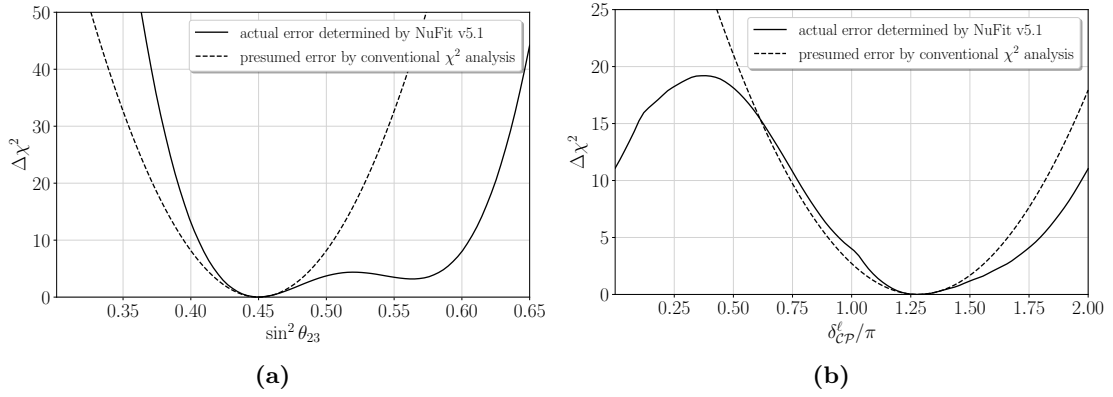 actual error determined by NuFit v5.1
presumed error by conventional χ² analysis
50
40
30
20
10
0
Δχ²
0.35 0.40 0.45 0.50 0.55 0.60 0.65
sin² θ₂₃
(a)
actual error determined by NuFit v5.1
presumed error by conventional χ² analysis
25
20
15
10
5
0
Δχ²
0.25 0.50 0.75 1.00 1.25 1.50 1.75 2.00
δ^ℓ_𝒞𝒫/π
(b)